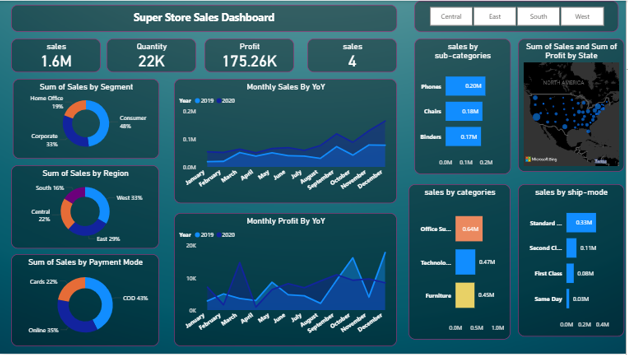 Super Store Sales Dashboard
Central East South West
sales
1.6M
Quantity
22K
Profit
175.26K
sales
4
Sum of Sales by Segment
Home Office
19%
Consumer
48%
Corporate
33%
Sum of Sales by Region
South 16%
West 33%
Central
22%
East 29%
Sum of Sales by Payment Mode
Cards 22%
COD 43%
Online 35%
Monthly Sales By YoY
Year 2019 2020
0.2M
0.1M
0.0M
January
February
March
April
May
June
July
August
September
October
November
December
Monthly Profit By YoY
Year 2019 2020
20K
10K
0K
January
February
March
April
May
June
July
August
September
October
November
December
sales by
sub-categories
Phones 0.20M
Chairs 0.18M
Binders 0.17M
0.0M 0.1M 0.2M
Sum of Sales and Sum of
Profit by State
NORTH AMERICA
Microsoft Bing
sales by categories
Office Su... 0.64M
Technolo... 0.47M
Furniture 0.45M
0.0M 0.5M 1.0M
sales by ship-mode
Standard ... 0.33M
Second Cl... 0.11M
First Class 0.08M
Same Day 0.03M
0.0M 0.2M 0.4M